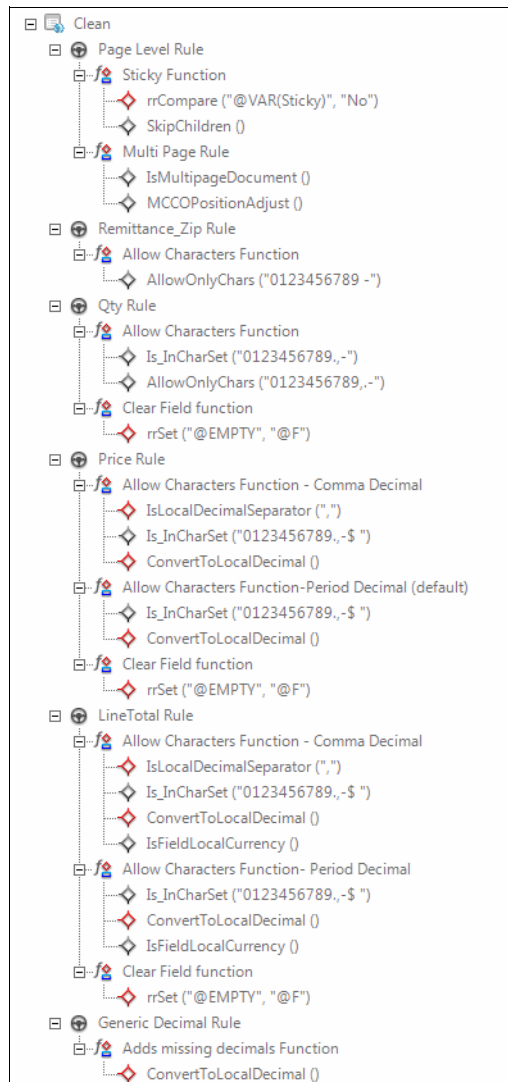 Clean
Page Level Rule
Sticky Function
rrCompare ("@VAR(Sticky)", "No")
SkipChildren ()
Multi Page Rule
IsMultipageDocument ()
MCCOPositionAdjust ()
Remittance_Zip Rule
Allow Characters Function
AllowOnlyChars ("0123456789 -")
Qty Rule
Allow Characters Function
Is_InCharSet ("0123456789.,-")
AllowOnlyChars ("0123456789,.-")
Clear Field function
rrSet ("@EMPTY", "@F")
Price Rule
Allow Characters Function - Comma Decimal
IsLocalDecimalSeparator (",")
Is_InCharSet ("0123456789.,-$ ")
ConvertToLocalDecimal ()
Allow Characters Function-Period Decimal (default)
Is_InCharSet ("0123456789.,-$ ")
ConvertToLocalDecimal ()
Clear Field function
rrSet ("@EMPTY", "@F")
LineTotal Rule
Allow Characters Function - Comma Decimal
IsLocalDecimalSeparator (",")
Is_InCharSet ("0123456789.,-$ ")
ConvertToLocalDecimal ()
IsFieldLocalCurrency ()
Allow Characters Function- Period Decimal
Is_InCharSet ("0123456789.,-$ ")
ConvertToLocalDecimal ()
IsFieldLocalCurrency ()
Clear Field function
rrSet ("@EMPTY", "@F")
Generic Decimal Rule
Adds missing decimals Function
ConvertToLocalDecimal ()